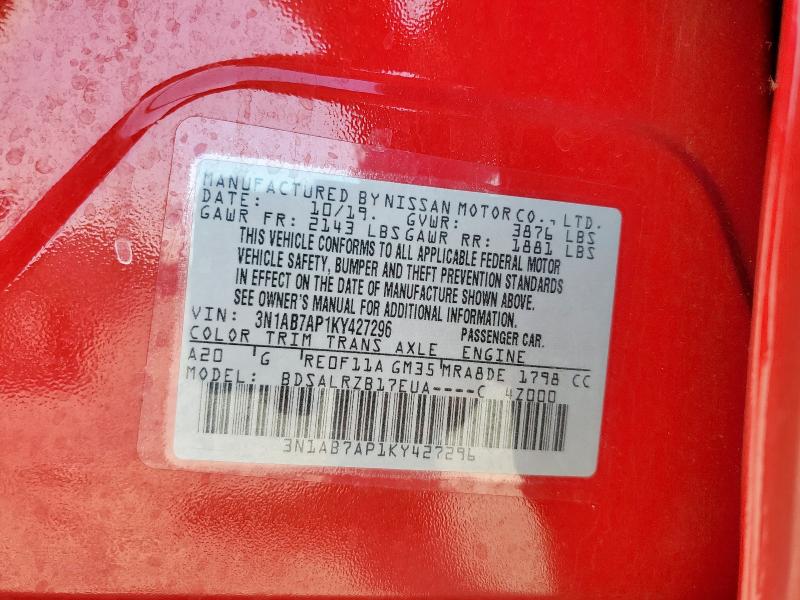 MANUFACTURED BY NISSAN MOTOR CO., LTD.
DATE: 10/19. GVWR: 3876 LBS
GAWR FR: 2143 LBS GAWR RR: 1881 LBS
THIS VEHICLE CONFORMS TO ALL APPLICABLE FEDERAL MOTOR
VEHICLE SAFETY, BUMPER AND THEFT PREVENTION STANDARDS
IN EFFECT ON THE DATE OF MANUFACTURE SHOWN ABOVE.
SEE OWNER'S MANUAL FOR ADDITIONAL INFORMATION.
VIN: 3N1AB7AP1KY427296 PASSENGER CAR.
COLOR TRIM TRANS AXLE ENGINE
A20 G RE0F11A GM35 MRA8DE 1798 CC
MODEL: BDSALRZB17EUA----C 4Z000
3N1AB7AP1KY427296